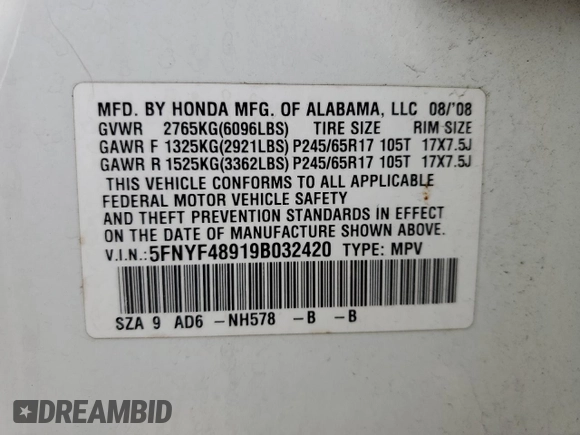 MFD. BY HONDA MFG. OF ALABAMA, LLC 08/'08
GVWR 2765KG(6096LBS) TIRE SIZE RIM SIZE
GAWR F 1325KG(2921LBS) P245/65R17 105T 17X7.5J
GAWR R 1525KG(3362LBS) P245/65R17 105T 17X7.5J
THIS VEHICLE CONFORMS TO ALL APPLICABLE
FEDERAL MOTOR VEHICLE SAFETY
AND THEFT PREVENTION STANDARDS IN EFFECT
ON THE DATE OF MANUFACTURE SHOWN ABOVE.
V.I.N.: 5FNYF48919B032420 TYPE: MPV
SZA 9 AD6 -NH578 -B -B
DREAMBID